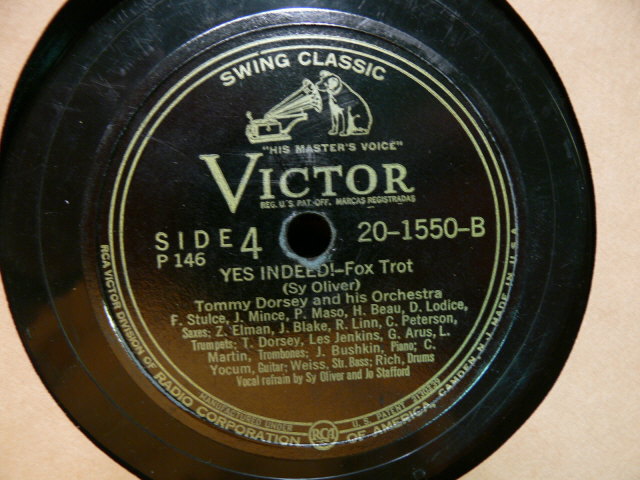 SWING CLASSIC
"HIS MASTER'S VOICE"
VICTOR
REG. U.S. PAT. OFF. MARCAS REGISTRADAS
SIDE 4
20-1550-B
P 146
YES INDEED!-Fox Trot
(Sy Oliver)
Tommy Dorsey and his Orchestra
F. Stulce, J. Mince, P. Maso, H. Beau, D. Lodice,
Saxes; Z. Elman, J. Blake, R. Linn, C. Peterson,
Trumpets; T. Dorsey, Les Jenkins, G. Arus, L.
Martin, Trombones; J. Bushkin, Piano; C.
Yocum, Guitar; Weiss, Str. Bass; Rich, Drums
Vocal refrain by Sy Oliver and Jo Stafford
MANUFACTURED UNDER
U.S. PATENT
RCA VICTOR DIVISION OF RADIO CORPORATION RCA OF AMERICA, CAMDEN, N.J. MADE IN U.S.A.